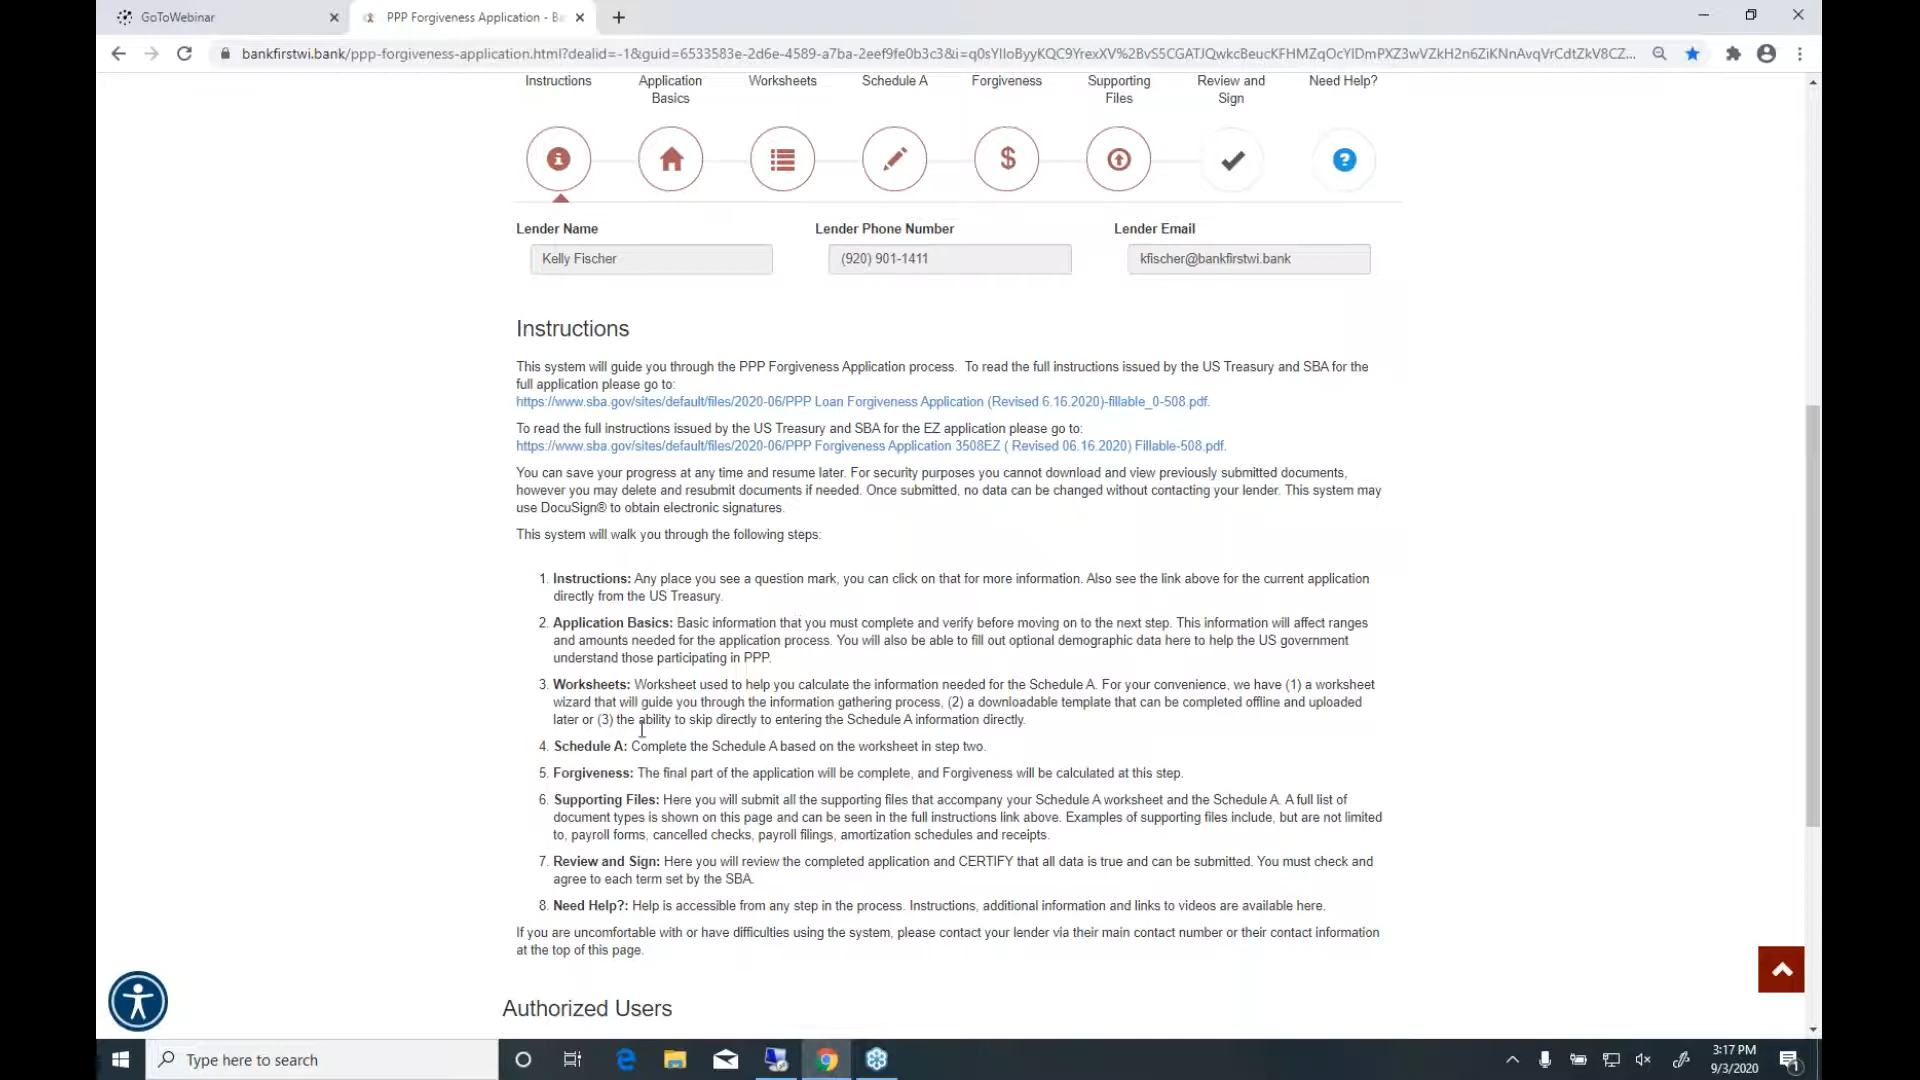 GoToWebinar
PPP Forgiveness Application - Ba
bankfirstwi.bank/ppp-forgiveness-application.html?dealid=-1&guid=6533583e-2d6e-4589-a7ba-2eef9fe0b3c3&i=q0sYlIoByyKQC9YrexXV%2BvS5CGATJQwkcBeucKFHMZqOcYlDmPXZ3wVZkH2n6ZiKNnAvqVrCdtZkV8CZ...
Instructions
Application
Basics
Worksheets
Schedule A
Forgiveness
Supporting
Files
Review and
Sign
Need Help?
Lender Name
Lender Phone Number
Lender Email
Kelly Fischer
(920) 901-1411
kfischer@bankfirstwi.bank
Instructions
This system will guide you through the PPP Forgiveness Application process. To read the full instructions issued by the US Treasury and SBA for the
full application please go to:
https://www.sba.gov/sites/default/files/2020-06/PPP Loan Forgiveness Application (Revised 6.16.2020)-fillable_0-508.pdf.
To read the full instructions issued by the US Treasury and SBA for the EZ application please go to:
https://www.sba.gov/sites/default/files/2020-06/PPP Forgiveness Application 3508EZ ( Revised 06.16.2020) Fillable-508.pdf.
You can save your progress at any time and resume later. For security purposes you cannot download and view previously submitted documents,
however you may delete and resubmit documents if needed. Once submitted, no data can be changed without contacting your lender. This system may
use DocuSign® to obtain electronic signatures.
This system will walk you through the following steps:
1. Instructions: Any place you see a question mark, you can click on that for more information. Also see the link above for the current application
directly from the US Treasury.
2. Application Basics: Basic information that you must complete and verify before moving on to the next step. This information will affect ranges
and amounts needed for the application process. You will also be able to fill out optional demographic data here to help the US government
understand those participating in PPP.
3. Worksheets: Worksheet used to help you calculate the information needed for the Schedule A. For your convenience, we have (1) a worksheet
wizard that will guide you through the information gathering process, (2) a downloadable template that can be completed offline and uploaded
later or (3) the ability to skip directly to entering the Schedule A information directly.
4. Schedule A: Complete the Schedule A based on the worksheet in step two.
5. Forgiveness: The final part of the application will be complete, and Forgiveness will be calculated at this step.
6. Supporting Files: Here you will submit all the supporting files that accompany your Schedule A worksheet and the Schedule A. A full list of
document types is shown on this page and can be seen in the full instructions link above. Examples of supporting files include, but are not limited
to, payroll forms, cancelled checks, payroll filings, amortization schedules and receipts.
7. Review and Sign: Here you will review the completed application and CERTIFY that all data is true and can be submitted. You must check and
agree to each term set by the SBA.
8. Need Help?: Help is accessible from any step in the process. Instructions, additional information and links to videos are available here.
If you are uncomfortable with or have difficulties using the system, please contact your lender via their main contact number or their contact information
at the top of this page.
Authorized Users
Type here to search
3:17 PM
9/3/2020
1